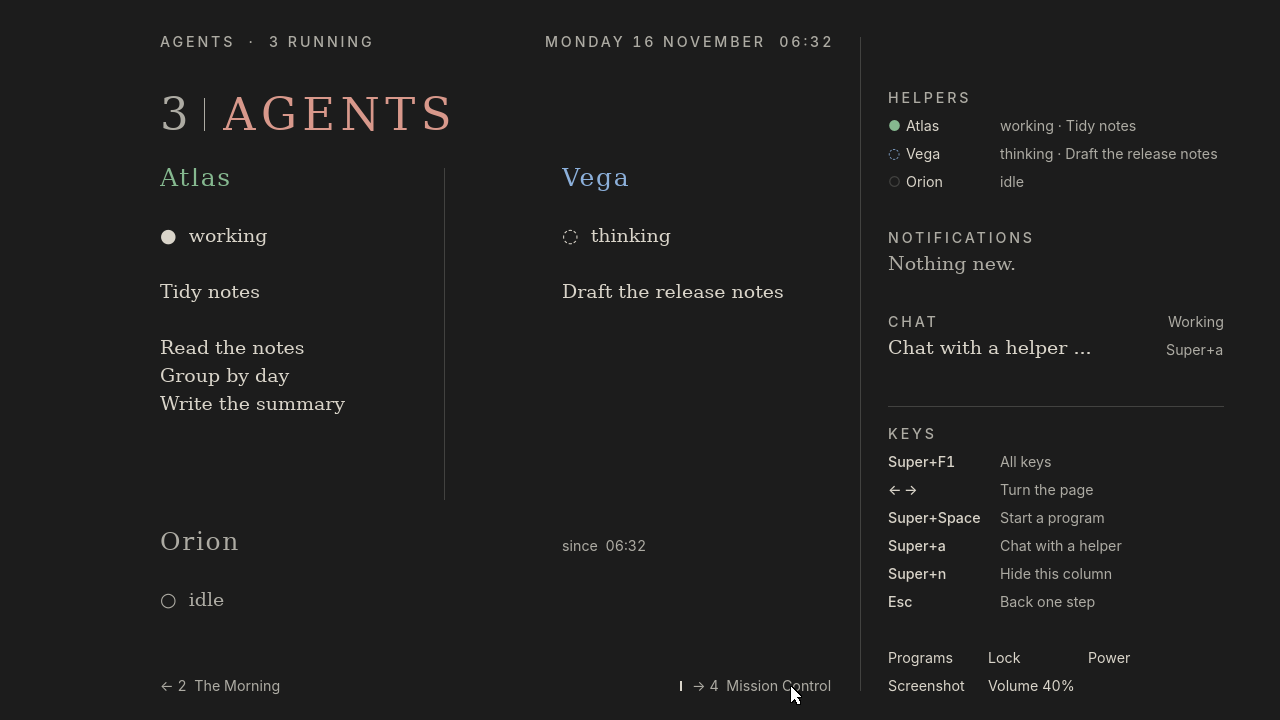 AGENTS · 3 RUNNING
MONDAY 16 NOVEMBER 06:32
3 AGENTS
Atlas
● working
Tidy notes
Read the notes
Group by day
Write the summary
Vega
◌ thinking
Draft the release notes
Orion
since 06:32
○ idle
← 2 The Morning
→ 4 Mission Control
HELPERS
Atlas working · Tidy notes
Vega thinking · Draft the release notes
Orion idle
NOTIFICATIONS
Nothing new.
CHAT Working
Chat with a helper ... Super+a
KEYS
Super+F1 All keys
← → Turn the page
Super+Space Start a program
Super+a Chat with a helper
Super+n Hide this column
Esc Back one step
Programs Lock Power
Screenshot Volume 40%